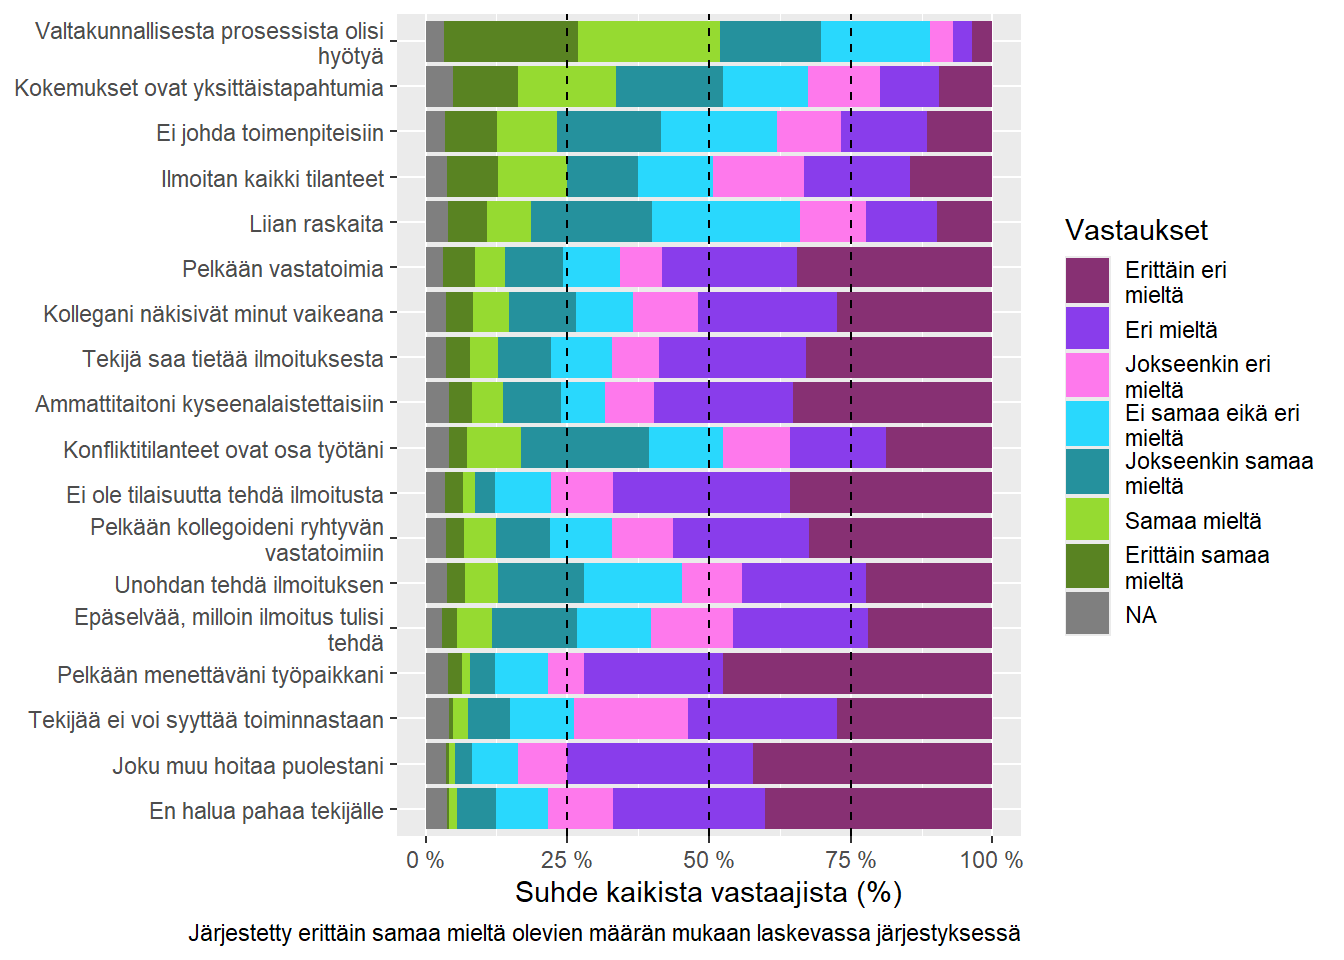 Valtakunnallisesta prosessista olisi
hyötyä
Kokemukset ovat yksittäistapahtumia
Ei johda toimenpiteisiin
Ilmoitan kaikki tilanteet
Liian raskaita
Pelkään vastatoimia
Kollegani näkisivät minut vaikeana
Tekijä saa tietää ilmoituksesta
Ammattitaitoni kyseenalaistettaisiin
Konfliktitilanteet ovat osa työtäni
Ei ole tilaisuutta tehdä ilmoitusta
Pelkään kollegoideni ryhtyvän
vastatoimiin
Unohdan tehdä ilmoituksen
Epäselvää, milloin ilmoitus tulisi
tehdä
Pelkään menettäväni työpaikkani
Tekijää ei voi syyttää toiminnastaan
Joku muu hoitaa puolestani
En halua pahaa tekijälle
0 %
25 %
50 %
75 %
100 %
Suhde kaikista vastaajista (%)
Järjestetty erittäin samaa mieltä olevien määrän mukaan laskevassa järjestyksessä
Vastaukset
Erittäin eri
mieltä
Eri mieltä
Jokseenkin eri
mieltä
Ei samaa eikä eri
mieltä
Jokseenkin samaa
mieltä
Samaa mieltä
Erittäin samaa
mieltä
NA